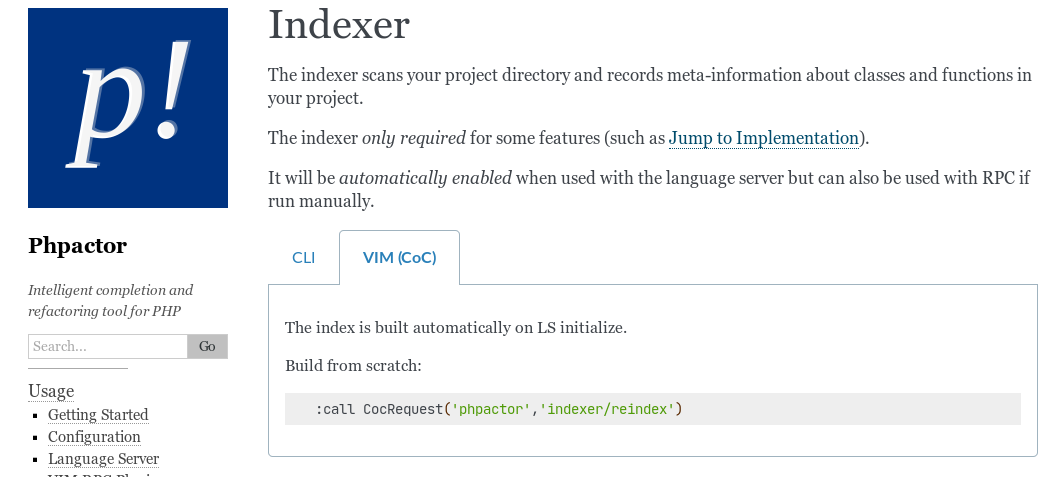 p!
Phpactor
Intelligent completion and
refactoring tool for PHP
Search...
Go
Usage
Getting Started
Configuration
Language Server
Indexer
The indexer scans your project directory and records meta-information about classes and functions in
your project.
The indexer only required for some features (such as Jump to Implementation).
It will be automatically enabled when used with the language server but can also be used with RPC if
run manually.
CLI
VIM (CoC)
The index is built automatically on LS initialize.
Build from scratch:
:call CocRequest('phpactor','indexer/reindex')